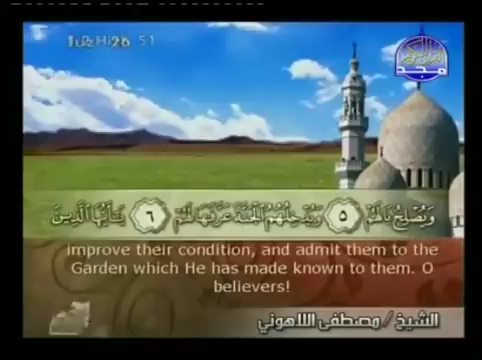 وَيُصْلِحُ بَالَهُمْ ٥ وَيُدْخِلُهُمُ الْجَنَّةَ عَرَّفَهَا لَهُمْ ٦ يَٰٓأَيُّهَا الَّذِينَ
improve their condition, and admit them to the
Garden which He has made known to them. O
believers!
الشيخ / مصطفى اللاهوني